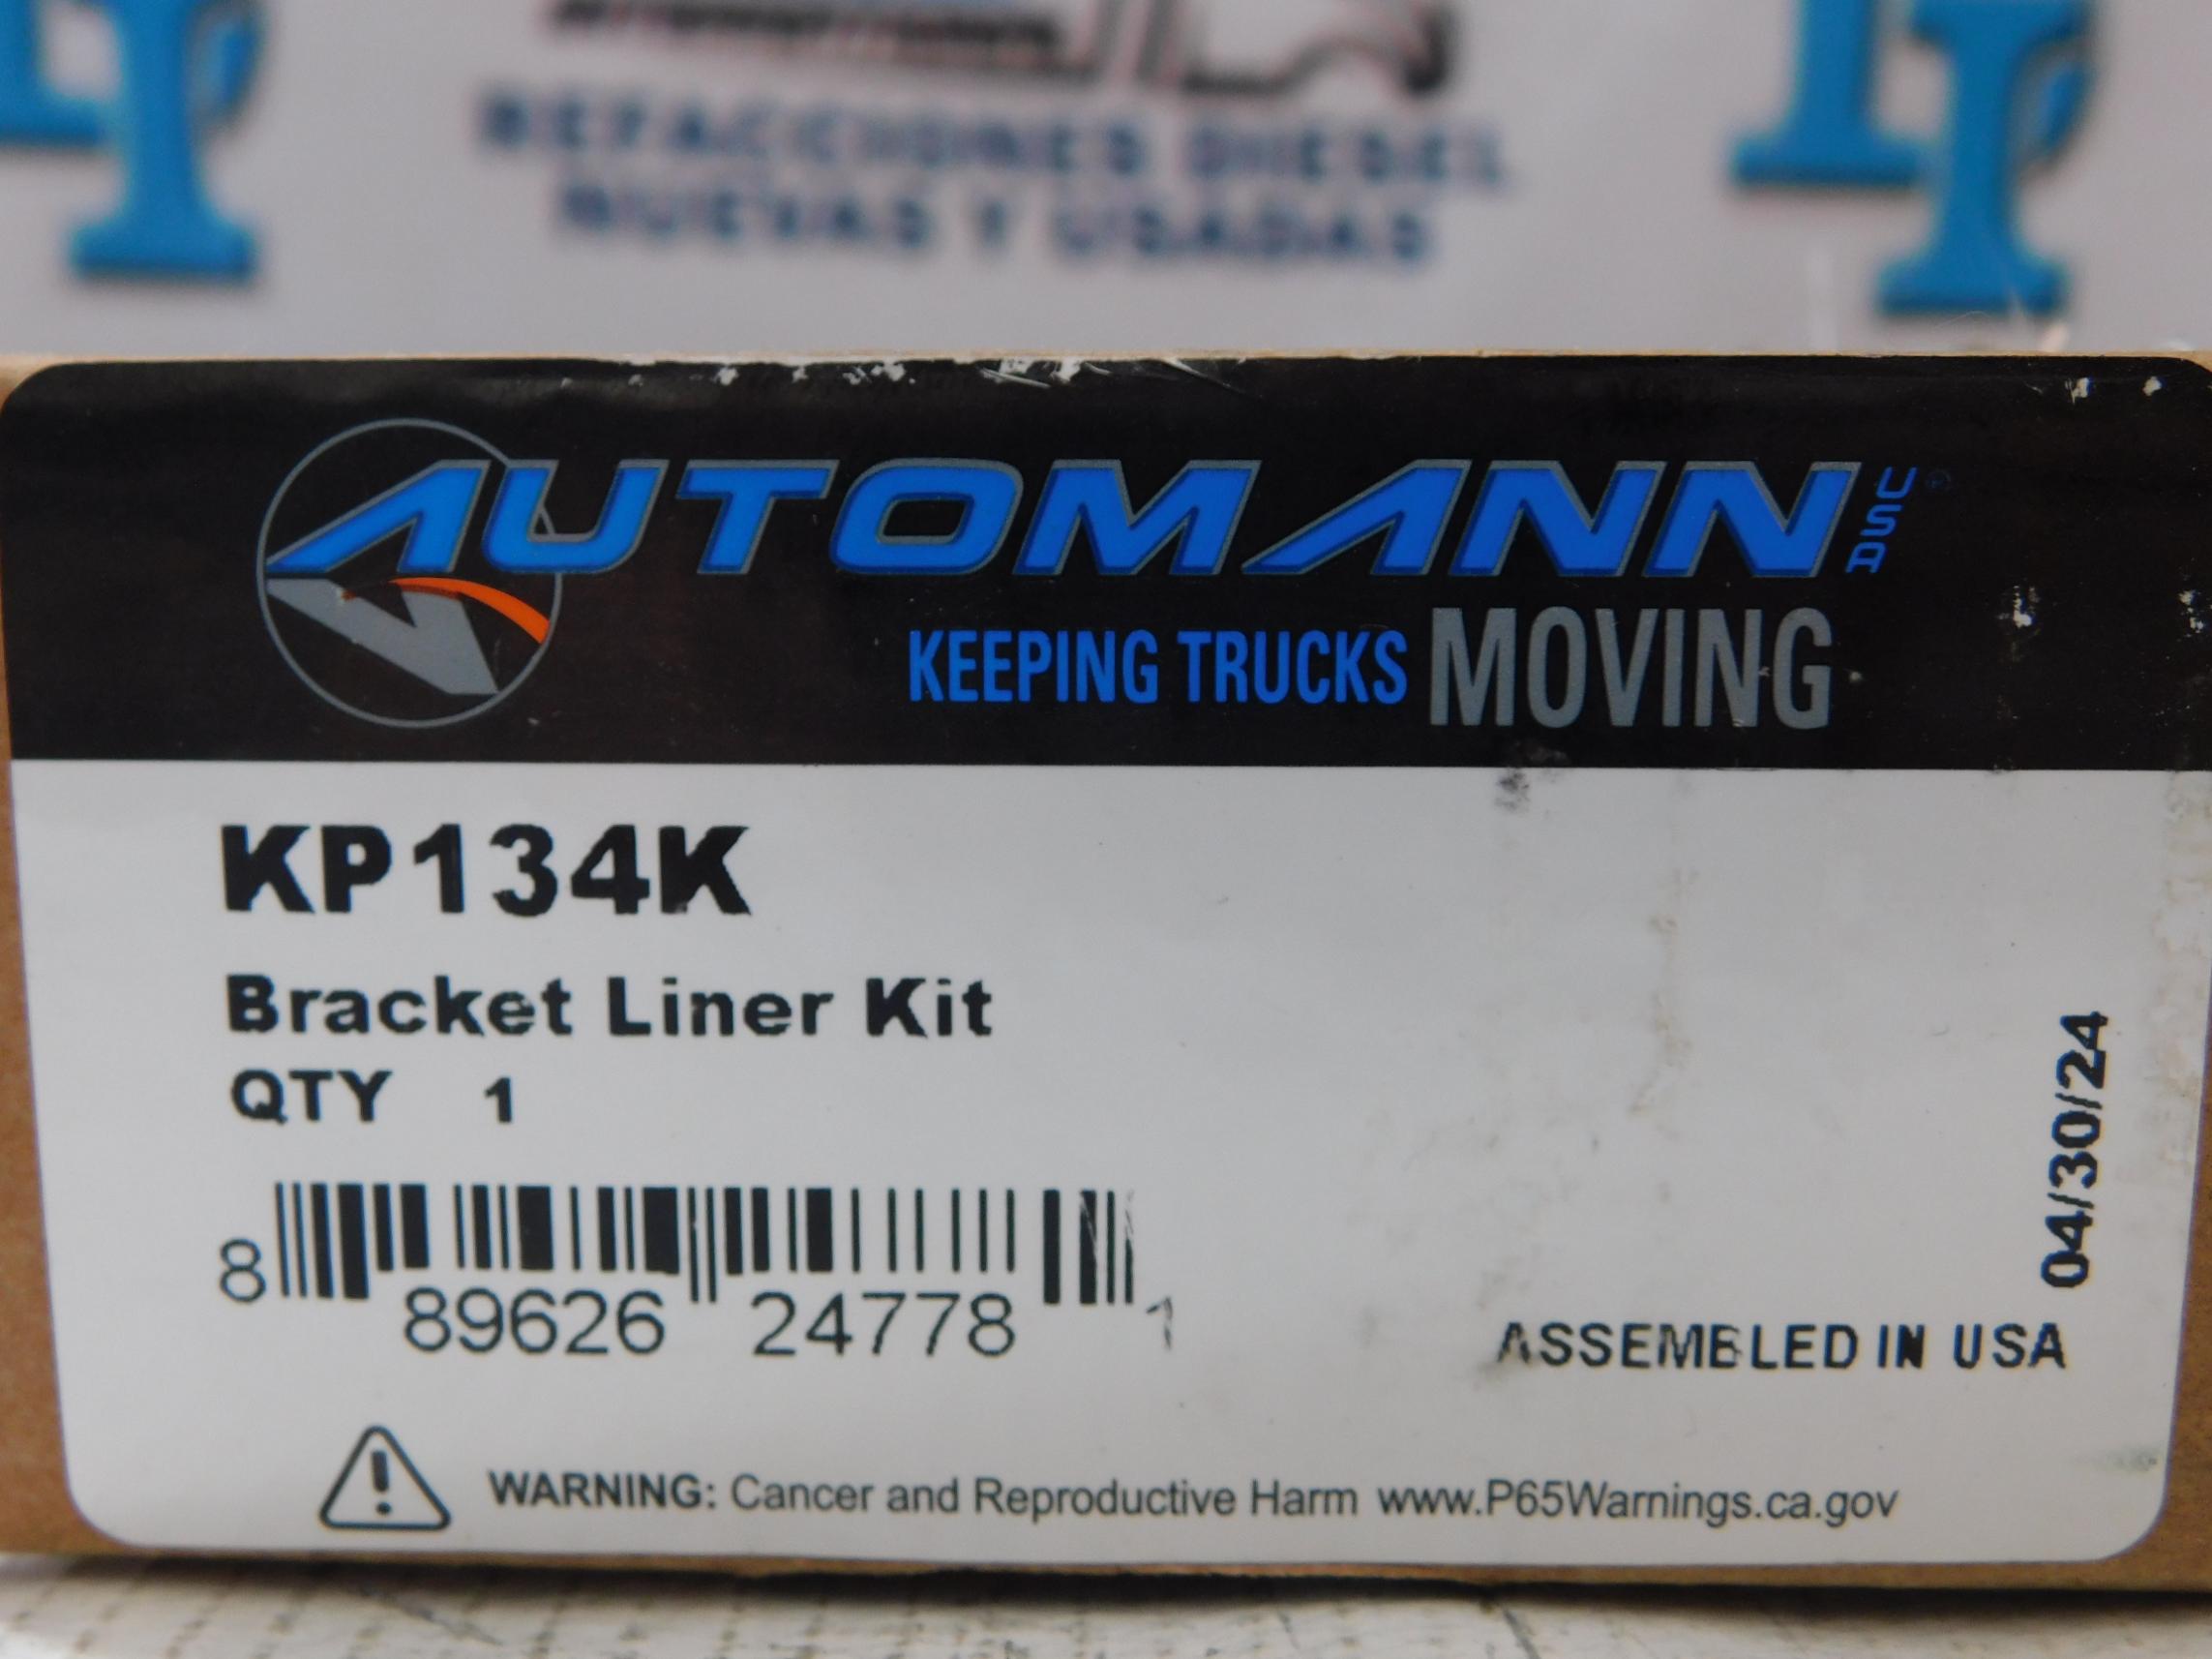 REFACCIONES DIESEL
NUEVAS Y USADAS
AUTOMANN USA®
KEEPING TRUCKS MOVING
KP134K
Bracket Liner Kit
QTY 1
8 89626 24778 1
04/30/24
ASSEMBLED IN USA
WARNING: Cancer and Reproductive Harm www.P65Warnings.ca.gov